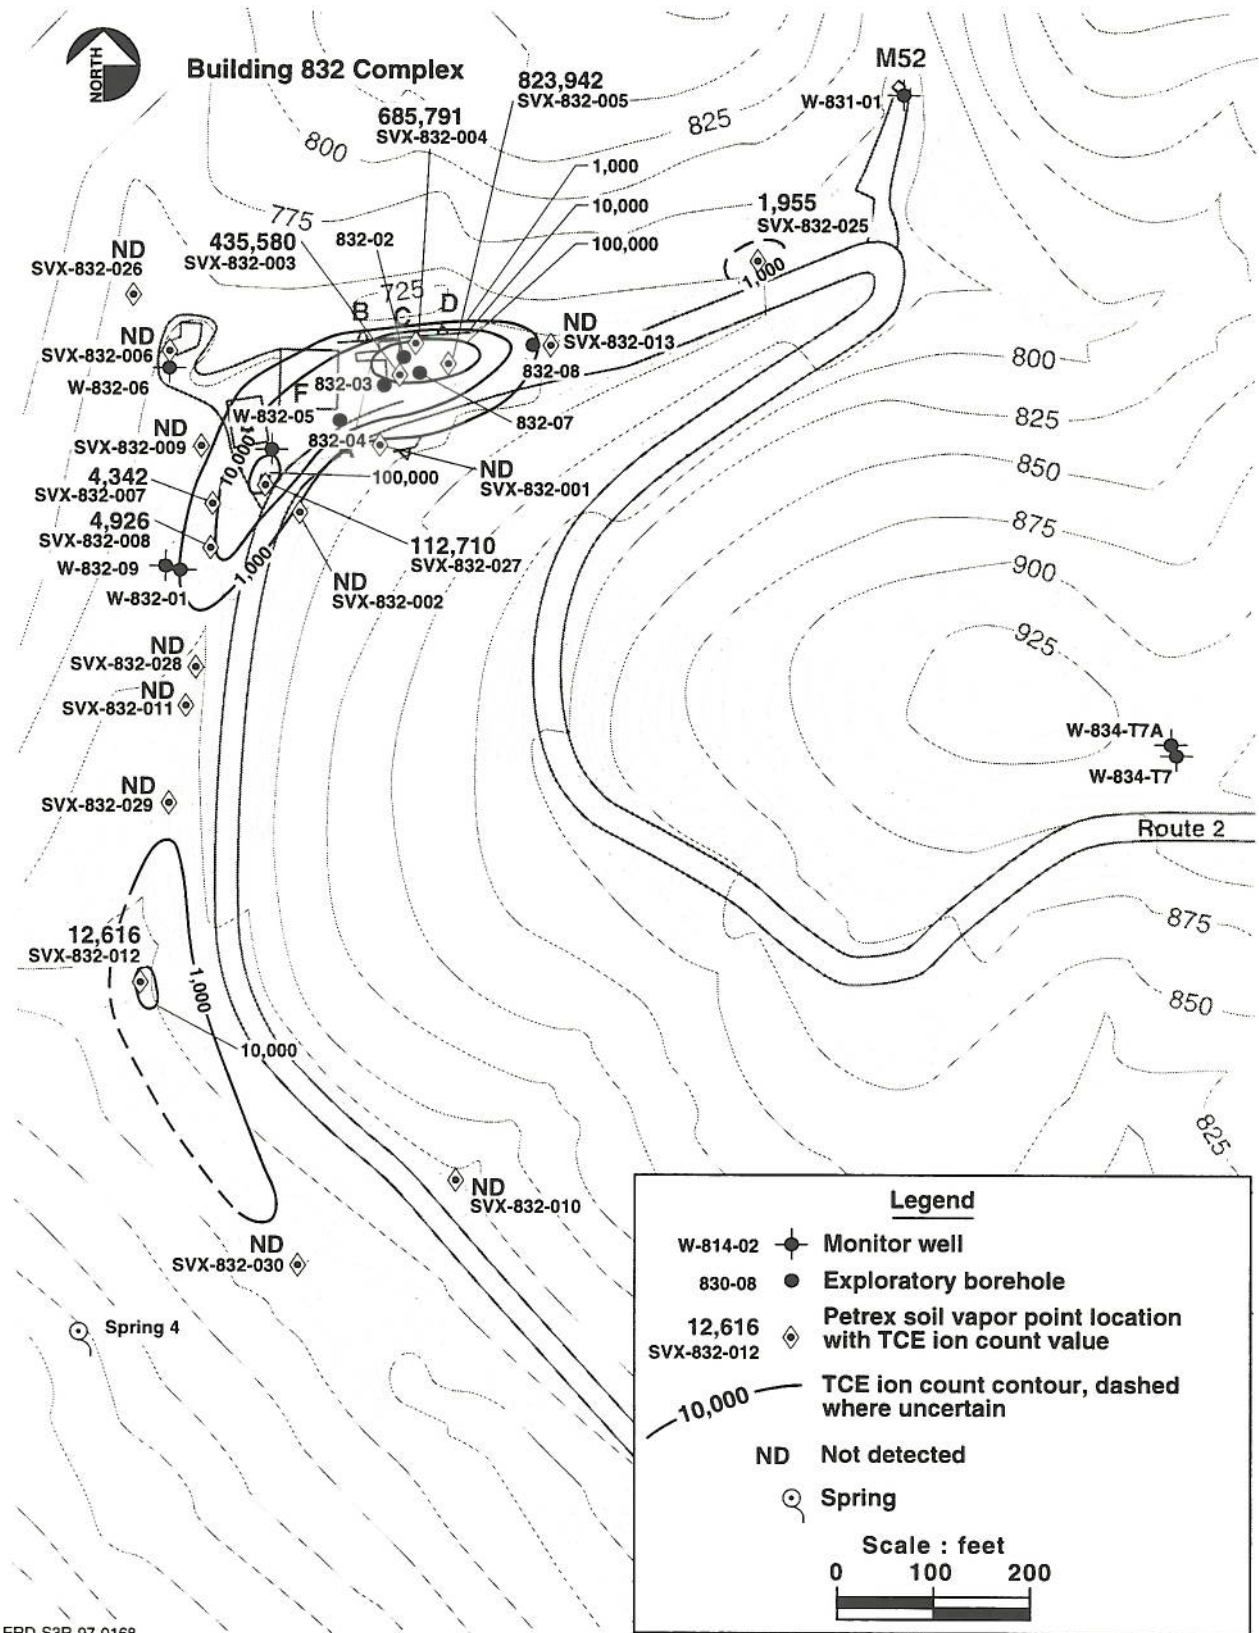 NORTH
Building 832 Complex
M52
W-831-01
823,942
SVX-832-005
685,791
SVX-832-004
825
800
1,000
10,000
100,000
1,955
SVX-832-025
1,000
775
832-02
435,580
SVX-832-003
ND
SVX-832-026
725
B
C
D
ND
SVX-832-013
ND
SVX-832-006
W-832-06
832-08
800
832-03
F
W-832-05
832-07
825
ND
SVX-832-009
832-04
10,000
850
4,342
SVX-832-007
100,000
ND
SVX-832-001
4,926
SVX-832-008
875
112,710
SVX-832-027
W-832-09
1,000
900
W-832-01
ND
SVX-832-002
925
ND
SVX-832-028
ND
SVX-832-011
W-834-T7A
W-834-T7
ND
SVX-832-029
Route 2
875
12,616
SVX-832-012
1,000
850
10,000
825
ND
SVX-832-010
ND
SVX-832-030
Spring 4
Legend
W-814-02 Monitor well
830-08 Exploratory borehole
12,616
SVX-832-012
Petrex soil vapor point location
with TCE ion count value
10,000
TCE ion count contour, dashed
where uncertain
ND Not detected
Spring
Scale : feet
0 100 200
ERD-S3R-97-0168